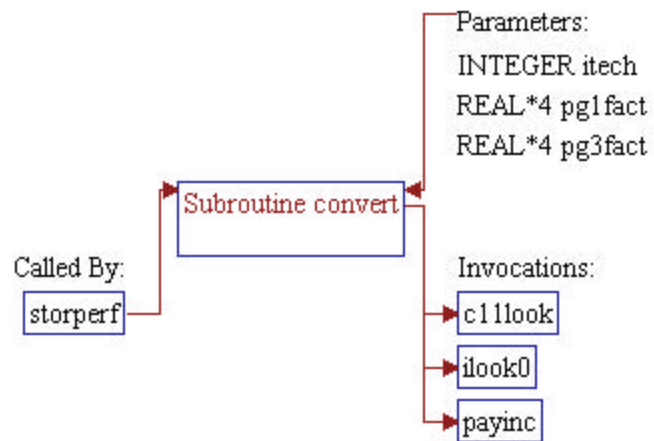 Parameters:
INTEGER itech
REAL*4 pg1fact
REAL*4 pg3fact
Subroutine convert
Called By:
storperf
Invocations:
c11look
ilook0
payinc